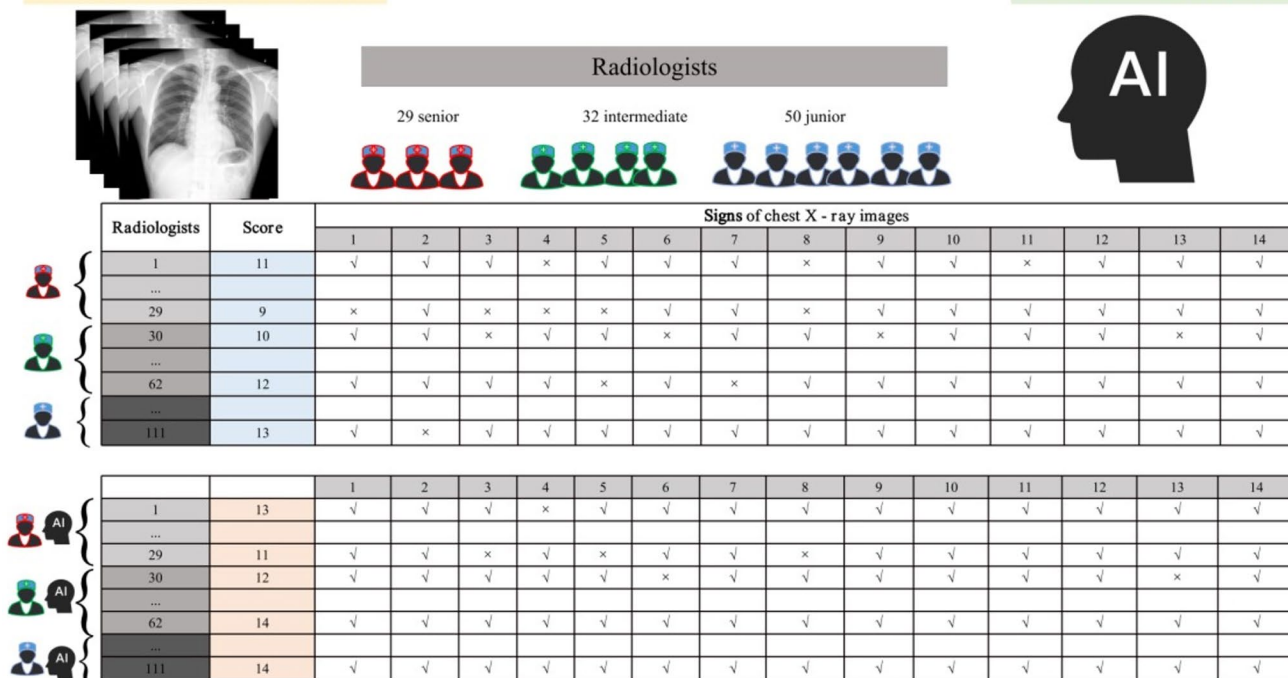 AI
Radiologists
29 senior 32 intermediate 50 junior
Radiologists Score Signs of chest X - ray images
1 2 3 4 5 6 7 8 9 10 11 12 13 14
1 11 √ √ √ × √ √ √ × √ √ × √ √ √
...
29 9 × √ × × × √ √ × √ √ √ √ √ √
30 10 √ √ × √ √ × √ √ × √ √ √ × √
...
62 12 √ √ √ √ × √ × √ √ √ √ √ √ √
...
111 13 √ × √ √ √ √ √ √ √ √ √ √ √ √
1 2 3 4 5 6 7 8 9 10 11 12 13 14
AI 1 13 √ √ √ × √ √ √ √ √ √ √ √ √ √
...
29 11 √ √ × √ × √ √ × √ √ √ √ √ √
AI 30 12 √ √ √ √ √ × √ √ √ √ √ √ × √
...
62 14 √ √ √ √ √ √ √ √ √ √ √ √ √ √
AI ...
111 14 √ √ √ √ √ √ √ √ √ √ √ √ √ √